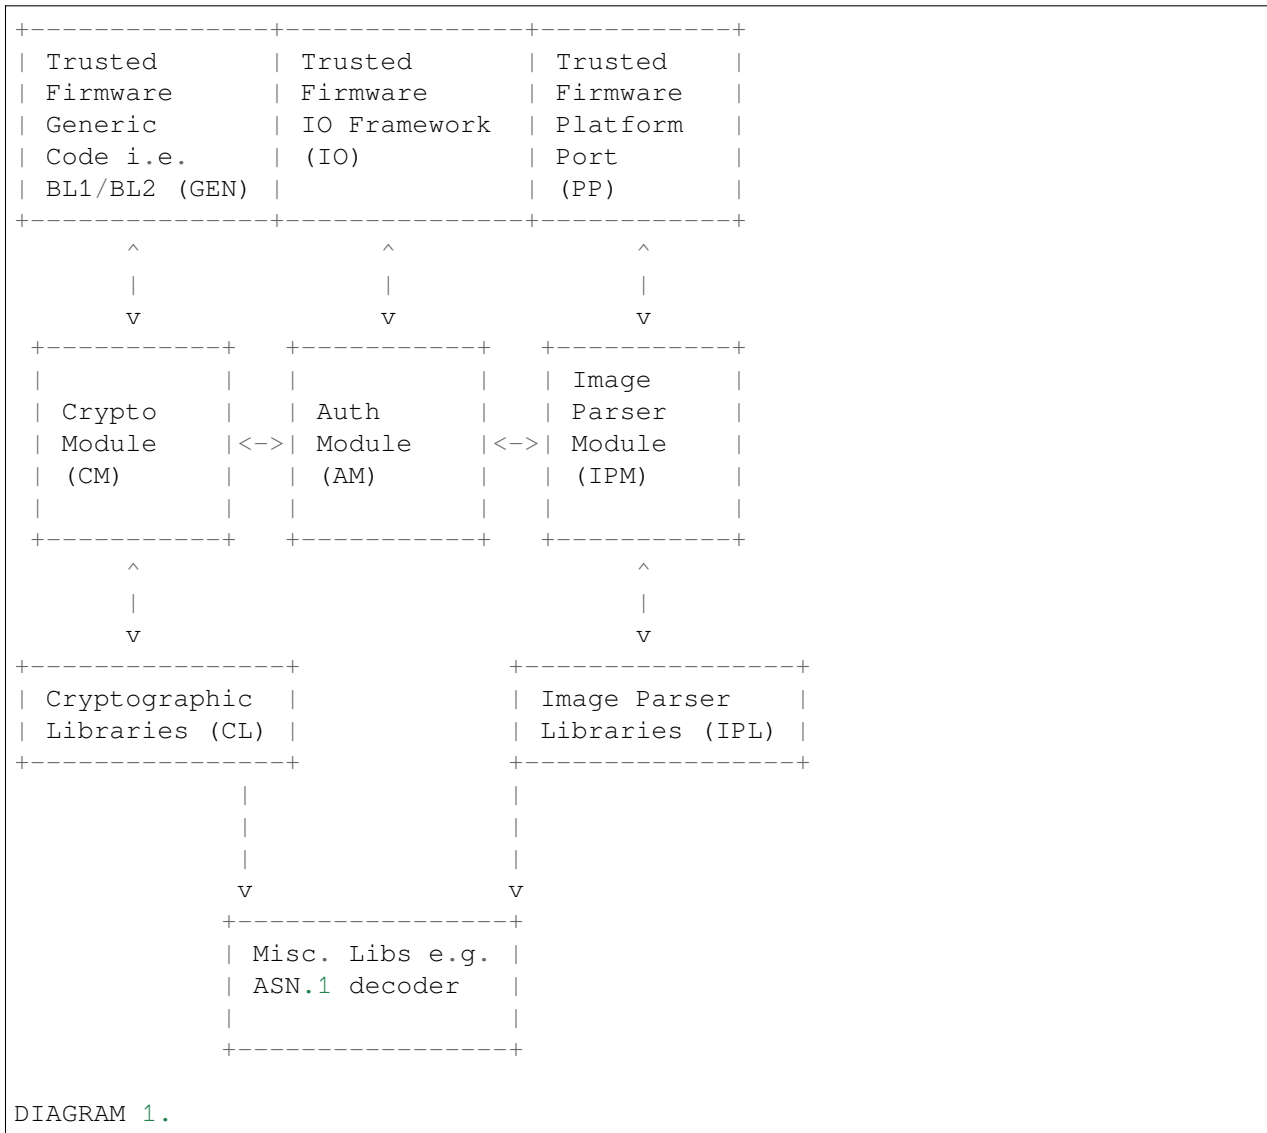 +---------------+---------------+------------+
| Trusted       | Trusted       | Trusted    |
| Firmware      | Firmware      | Firmware   |
| Generic       | IO Framework  | Platform   |
| Code i.e.     | (IO)          | Port       |
| BL1/BL2 (GEN) |               | (PP)       |
+---------------+---------------+------------+
       ^               ^               ^
       |               |               |
       v               v               v
 +-----------+   +-----------+   +-----------+
 |           |   |           |   | Image     |
 | Crypto    |   | Auth      |   | Parser    |
 | Module    |<->| Module    |<->| Module    |
 | (CM)      |   | (AM)      |   | (IPM)     |
 |           |   |           |   |           |
 +-----------+   +-----------+   +-----------+
       ^                               ^
       |                               |
       v                               v
+----------------+             +-----------------+
| Cryptographic  |             | Image Parser    |
| Libraries (CL) |             | Libraries (IPL) |
+----------------+             +-----------------+
              |                |
              |                |
              |                |
              v                v
             +-----------------+
             | Misc. Libs e.g. |
             | ASN.1 decoder   |
             |                 |
             +-----------------+

DIAGRAM 1.